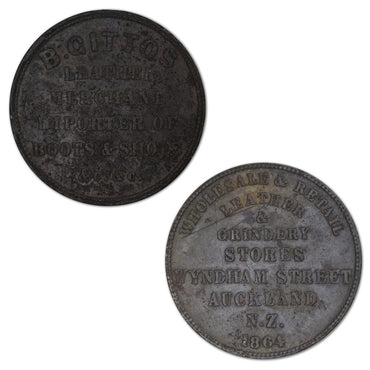 B. GITTOS
LEATHER
MERCHANT
IMPORTER OF
BOOTS & SHOES
&c. &c.
WHOLESALE & RETAIL
LEATHER
&
GRINDERY
STORES
WYNDHAM STREET
AUCKLAND
N.Z.
1864